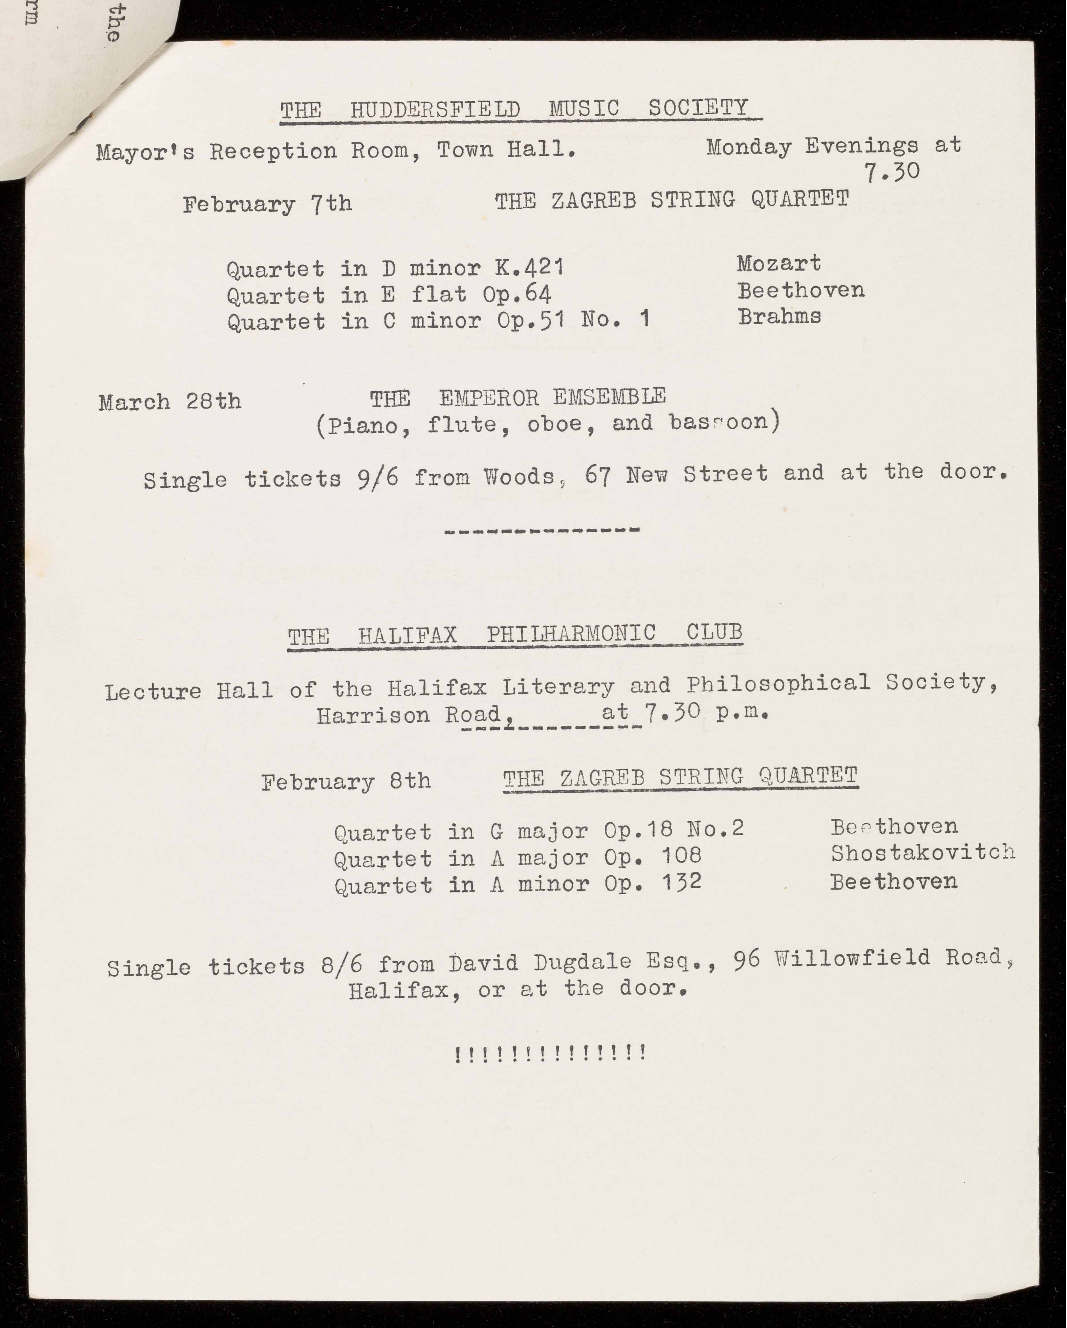 the
rm
THE HUDDERSFIELD MUSIC SOCIETY
Mayor's Reception Room, Town Hall. Monday Evenings at
7.30
February 7th THE ZAGREB STRING QUARTET
Quartet in D minor K.421 Mozart
Quartet in E flat Op.64 Beethoven
Quartet in C minor Op.51 No. 1 Brahms
March 28th THE EMPEROR EMSEMBLE
(Piano, flute, oboe, and bassoon)
Single tickets 9/6 from Woods, 67 New Street and at the door.
--------------
THE HALIFAX PHILHARMONIC CLUB
Lecture Hall of the Halifax Literary and Philosophical Society,
Harrison Road, at 7.30 p.m.
February 8th THE ZAGREB STRING QUARTET
Quartet in G major Op.18 No.2 Beethoven
Quartet in A major Op. 108 Shostakovitch
Quartet in A minor Op. 132 Beethoven
Single tickets 8/6 from David Dugdale Esq., 96 Willowfield Road,
Halifax, or at the door.
!!!!!!!!!!!!!!